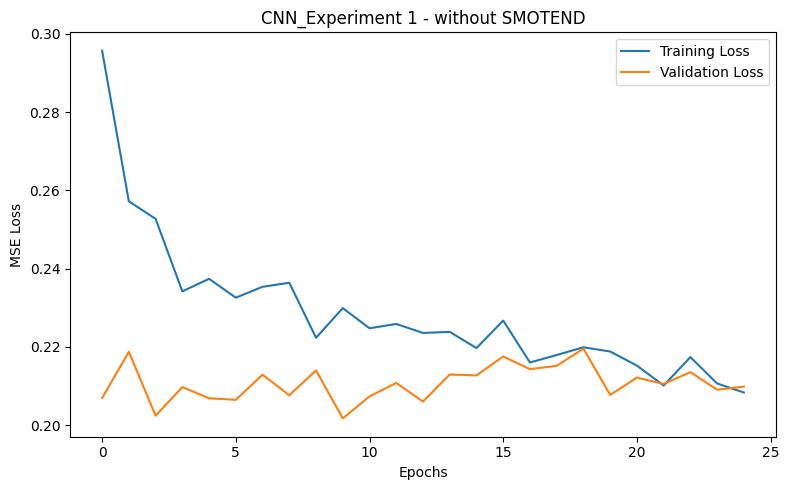 CNN_Experiment 1 - without SMOTEND
Training Loss
Validation Loss
MSE Loss
0.30
0.28
0.26
0.24
0.22
0.20
0
5
10
15
20
25
Epochs